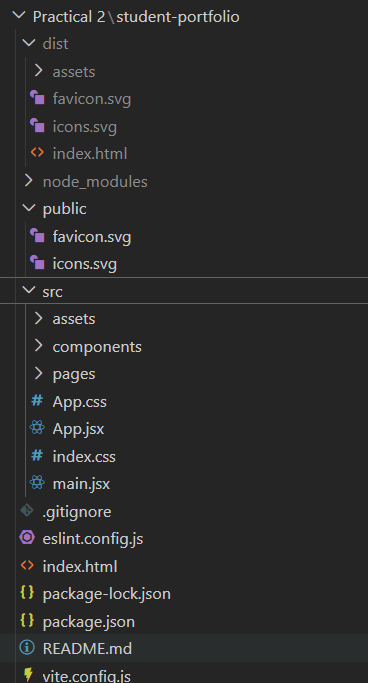 Practical 2\student-portfolio
dist
assets
favicon.svg
icons.svg
index.html
node_modules
public
favicon.svg
icons.svg
src
assets
components
pages
App.css
App.jsx
index.css
main.jsx
.gitignore
eslint.config.js
index.html
package-lock.json
package.json
README.md
vite.config.js